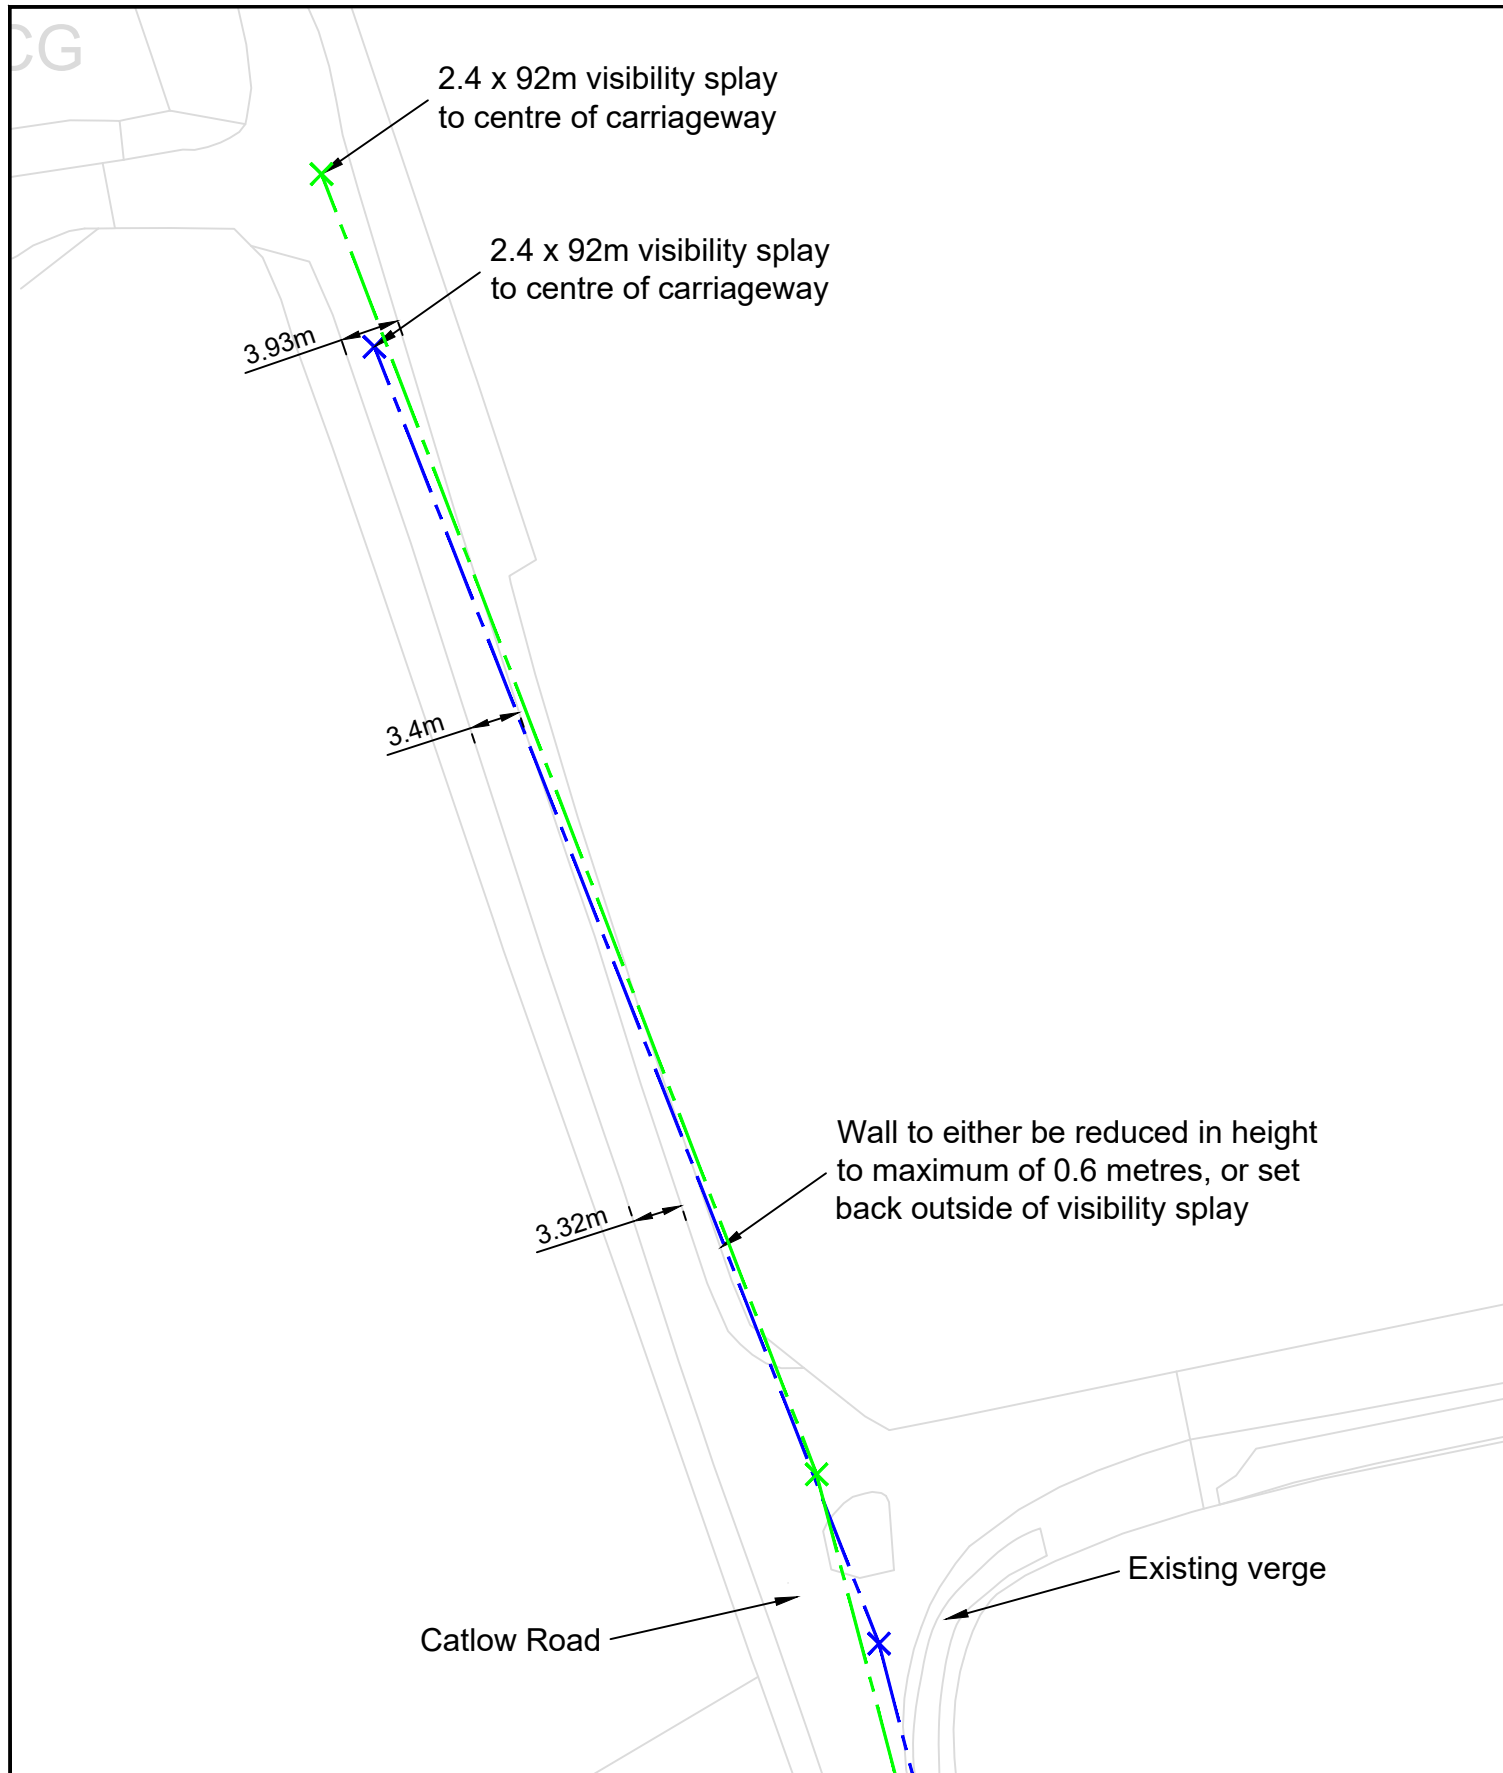 CG
2.4 x 92m visibility splay
to centre of carriageway
2.4 x 92m visibility splay
to centre of carriageway
3.93m
3.4m
Wall to either be reduced in height
to maximum of 0.6 metres, or set
back outside of visibility splay
3.32m
Existing verge
Catlow Road